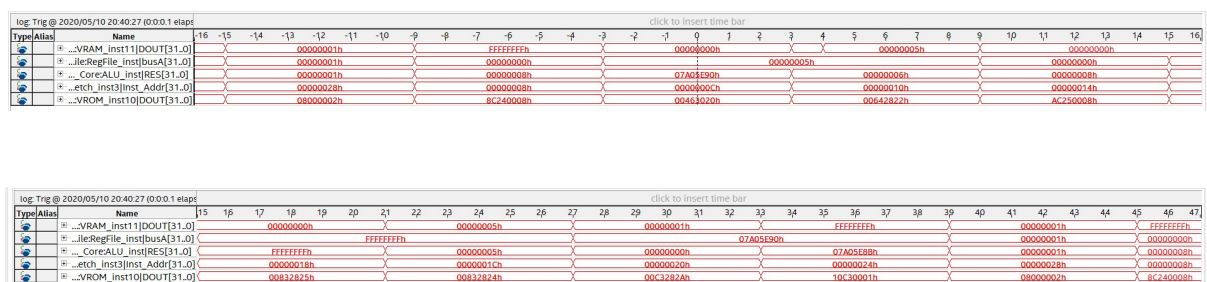 log: Trig @ 2020/05/10 20:40:27 (0:0:0.1 elaps click to insert time bar
Type Alias Name -16 -15 -14 -13 -12 -11 -10 -9 -8 -7 -6 -5 -4 -3 -2 -1 0 1 2 3 4 5 6 7 8 9 10 11 12 13 14 15 16
...:VRAM_inst11|DOUT[31..0] 00000001h FFFFFFFFh 00000000h 00000005h 00000000h
...ile:RegFile_inst|busA[31..0] 00000001h 00000000h 00000005h 00000000h
..._Core:ALU_inst|RES[31..0] 00000001h 00000008h 07A05E90h 00000006h 00000008h
...etch_inst3|Inst_Addr[31..0] 00000028h 00000008h 0000000Ch 00000010h 00000014h
...:VROM_inst10|DOUT[31..0] 08000002h 8C240008h 00463020h 00642822h AC250008h
log: Trig @ 2020/05/10 20:40:27 (0:0:0.1 elaps click to insert time bar
Type Alias Name 15 16 17 18 19 20 21 22 23 24 25 26 27 28 29 30 31 32 33 34 35 36 37 38 39 40 41 42 43 44 45 46 47
...:VRAM_inst11|DOUT[31..0] 00000000h 00000005h 00000001h FFFFFFFFh 00000001h FFFFFFFFh
...ile:RegFile_inst|busA[31..0] FFFFFFFFh 07A05E90h 00000001h 00000000h
..._Core:ALU_inst|RES[31..0] FFFFFFFFh 00000005h 00000000h 07A05E8Bh 00000001h 00000008h
...etch_inst3|Inst_Addr[31..0] 00000018h 0000001Ch 00000020h 00000024h 00000028h 00000008h
...:VROM_inst10|DOUT[31..0] 00832825h 00832824h 00C3282Ah 10C30001h 08000002h 8C240008h